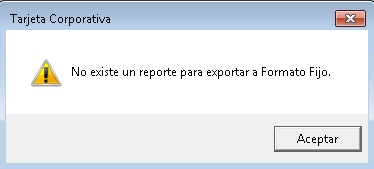 Tarjeta Corporativa
No existe un reporte para exportar a Formato Fijo.
Aceptar